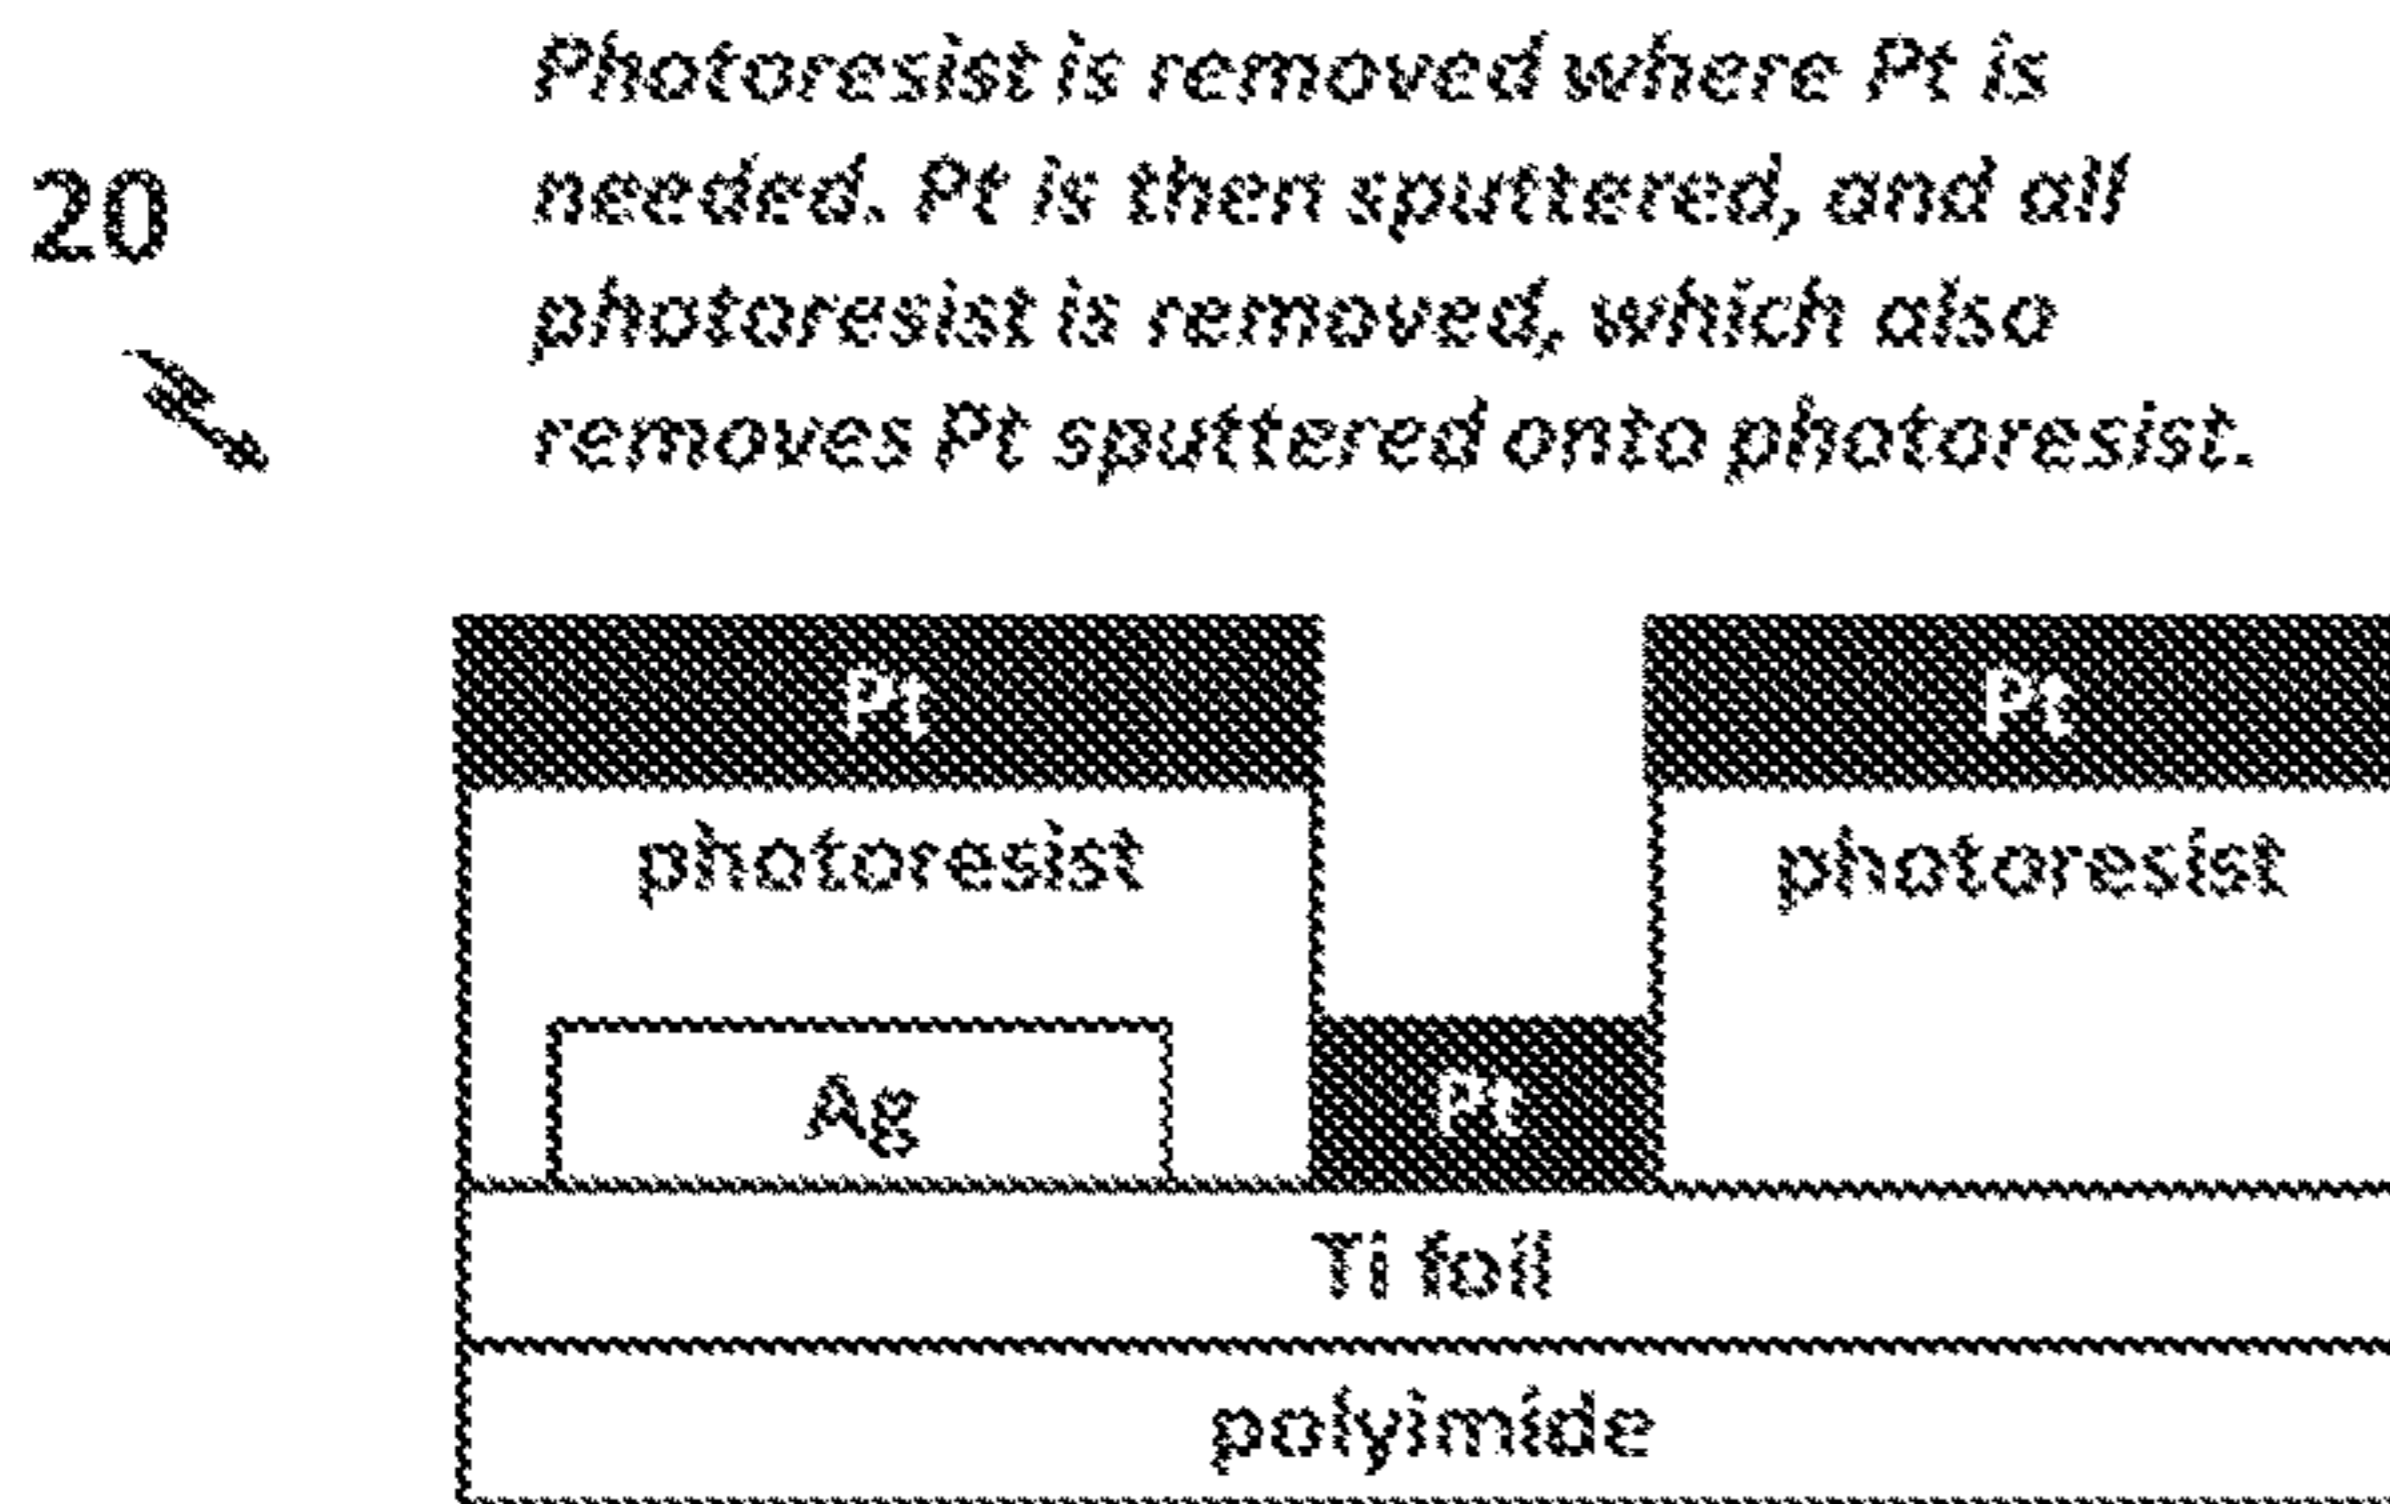 Photoresist is removed where Pt is
20
needed. Pt is then sputtered, and all
photoresist is removed, which also
removes Pt sputtered onto photoresist.
Pt
Pt
photoresist
photoresist
Ag
Pt
Ti foil
polyimide